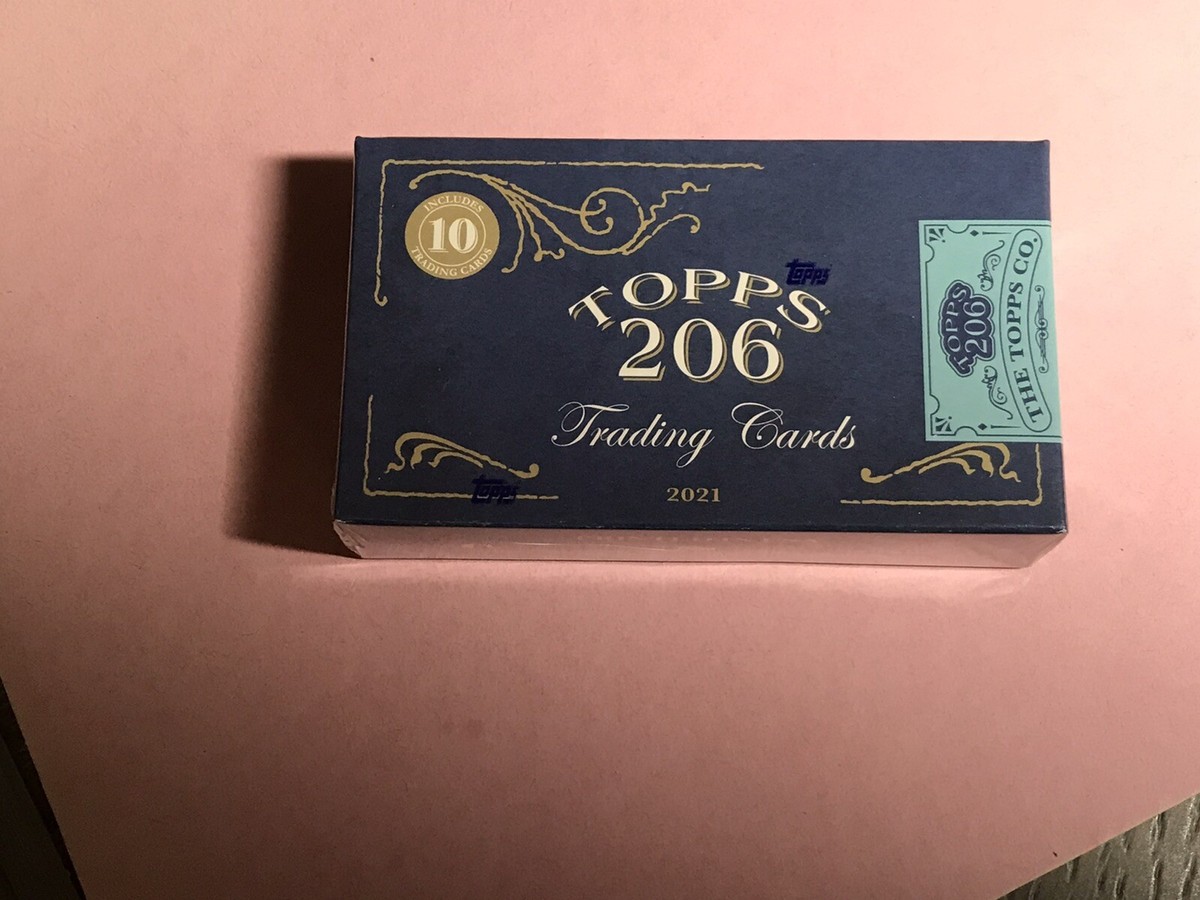 INCLUDES
10
TRADING CARDS
topps
TOPPS
206
Trading Cards
topps
2021
TOPPS
206
THE TOPPS CO.